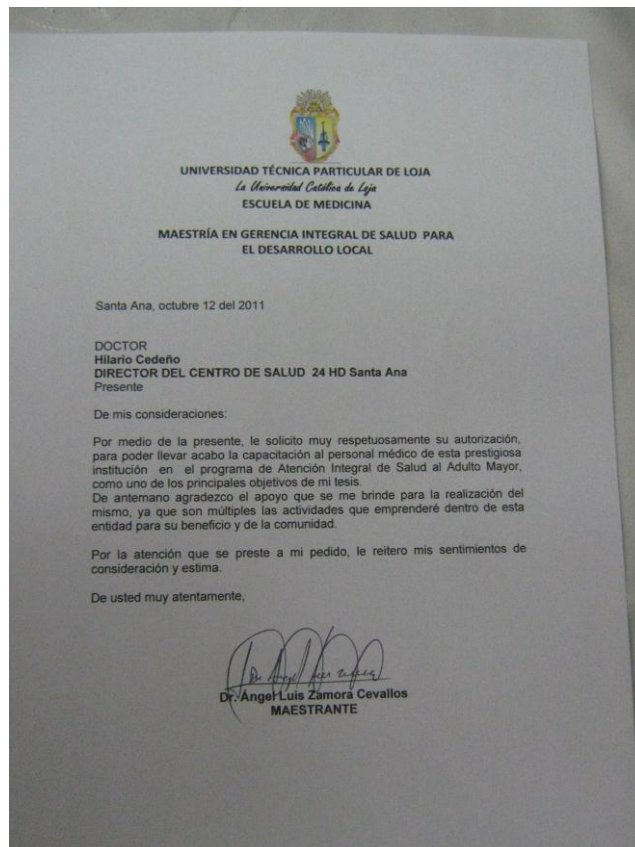 UNIVERSIDAD TÉCNICA PARTICULAR DE LOJA
La Universidad Católica de Loja
ESCUELA DE MEDICINA
MAESTRÍA EN GERENCIA INTEGRAL DE SALUD PARA
EL DESARROLLO LOCAL
Santa Ana, octubre 12 del 2011
DOCTOR
Hilario Cedeño
DIRECTOR DEL CENTRO DE SALUD 24 HD Santa Ana
Presente
De mis consideraciones:
Por medio de la presente, le solicito muy respetuosamente su autorización,
para poder llevar acabo la capacitación al personal médico de esta prestigiosa
institución en el programa de Atención Integral de Salud al Adulto Mayor,
como uno de los principales objetivos de mi tesis.
De antemano agradezco el apoyo que se me brinde para la realización del
mismo, ya que son múltiples las actividades que emprenderé dentro de esta
entidad para su beneficio y de la comunidad.
Por la atención que se preste a mi pedido, le reitero mis sentimientos de
consideración y estima.
De usted muy atentamente,
Dr. Ángel Luis Zamora Cevallos
MAESTRANTE